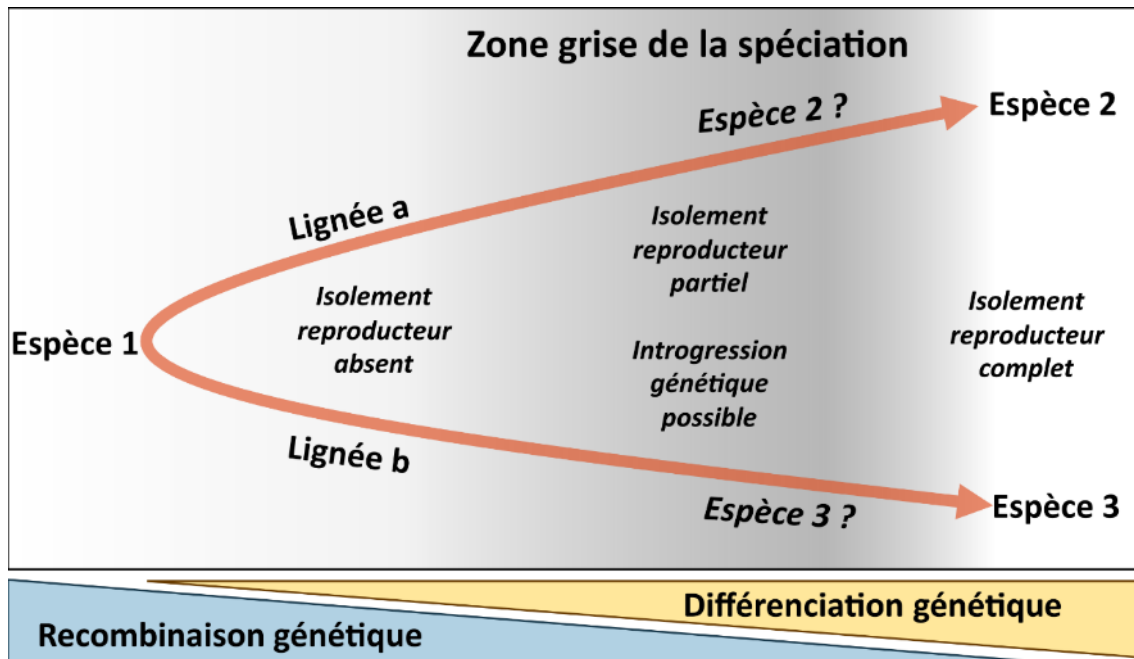 Zone grise de la spéciation
Espèce 2 ?
Espèce 2
Lignée a
Isolement
reproducteur
partiel
Isolement
reproducteur
absent
Espèce 1
Isolement
reproducteur
complet
Introgression
génétique
possible
Lignée b
Espèce 3 ?
Espèce 3
Différenciation génétique
Recombinaison génétique